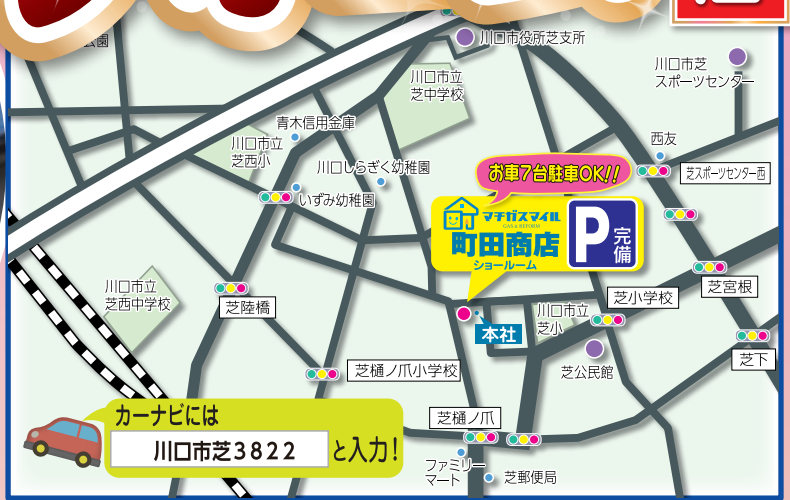 公園
川口市役所芝支所
川口市芝
スポーツセンター
川口市立
芝中学校
青木信用金庫
川口市立
芝西小
川口しらぎく幼稚園
いずみ幼稚園
西友
芝スポーツセンター西
お車7台駐車OK!!
マチガスマイル
GAS & REFORM
町田商店
ショールーム
P
完備
川口市立
芝西中学校
芝陸橋
本社
川口市立
芝小
芝小学校
芝宮根
芝下
芝公民館
芝樋ノ爪小学校
芝樋ノ爪
カーナビには
川口市芝3822
と入力!
ファミリー
マート
芝郵便局